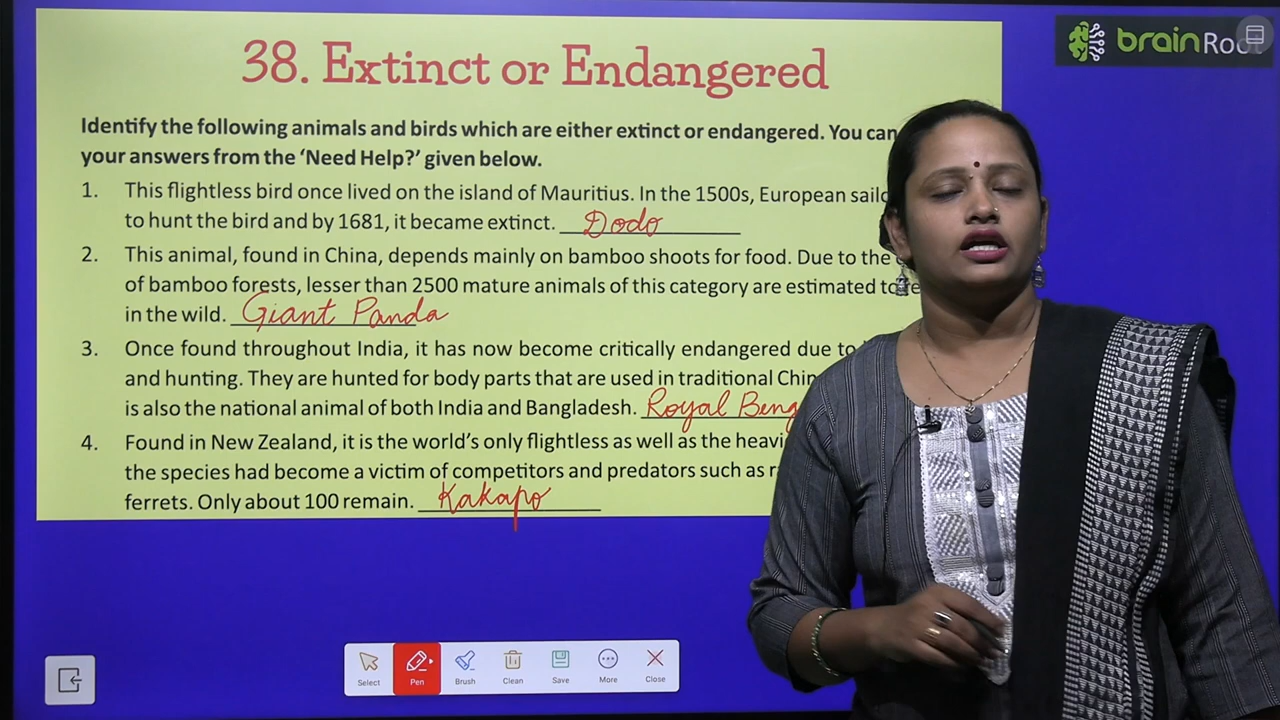 38. Extinct or Endangered
brainRoo
Identify the following animals and birds which are either extinct or endangered. You can
your answers from the ‘Need Help?’ given below.
1. This flightless bird once lived on the island of Mauritius. In the 1500s, European sailo
to hunt the bird and by 1681, it became extinct. Dodo
2. This animal, found in China, depends mainly on bamboo shoots for food. Due to the
of bamboo forests, lesser than 2500 mature animals of this category are estimated to re
in the wild. Giant Panda
3. Once found throughout India, it has now become critically endangered due to
and hunting. They are hunted for body parts that are used in traditional Chin
is also the national animal of both India and Bangladesh. Royal Beng
4. Found in New Zealand, it is the world’s only flightless as well as the heavi
the species had become a victim of competitors and predators such as ra
ferrets. Only about 100 remain. Kakapo
Select Pen Brush Clean Save More Close